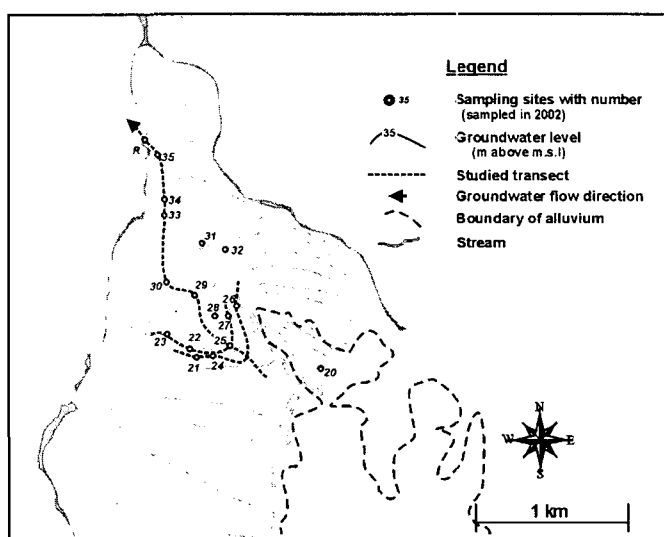 Legend
35
Sampling sites with number
(sampled in 2002)
35
Groundwater level
(m above m.s.l)
Studied transect
Groundwater flow direction
Boundary of alluvium
Stream
R
35
34
33
31
32
30
29
28
26
27
25
23
22
21
24
20
N
W
E
S
1 km